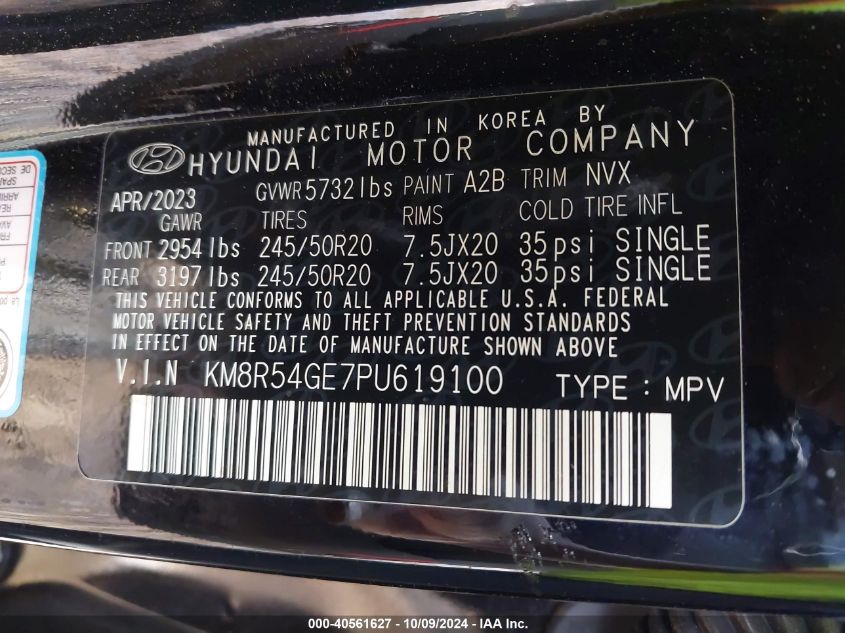 MANUFACTURED IN KOREA BY
HYUNDAI MOTOR COMPANY
APR/2023 GVWR 5732 lbs PAINT A2B TRIM NVX
GAWR TIRES RIMS COLD TIRE INFL
FRONT 2954 lbs 245/50R20 7.5JX20 35psi SINGLE
REAR 3197 lbs 245/50R20 7.5JX20 35psi SINGLE
THIS VEHICLE CONFORMS TO ALL APPLICABLE U.S.A. FEDERAL
MOTOR VEHICLE SAFETY AND THEFT PREVENTION STANDARDS
IN EFFECT ON THE DATE OF MANUFACTURE SHOWN ABOVE
V.I.N KM8R54GE7PU619100 TYPE : MPV
DE SECU
000-40561627 - 10/09/2024 - IAA Inc.